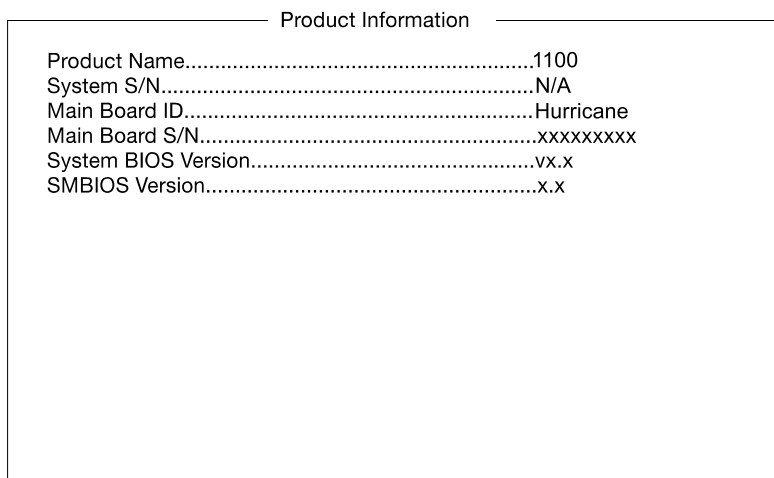 Product Information
Product Name..........................................................1100
System S/N..............................................................N/A
Main Board ID..........................................................Hurricane
Main Board S/N........................................................xxxxxxxxx
System BIOS Version...............................................vx.x
SMBIOS Version.......................................................x.x